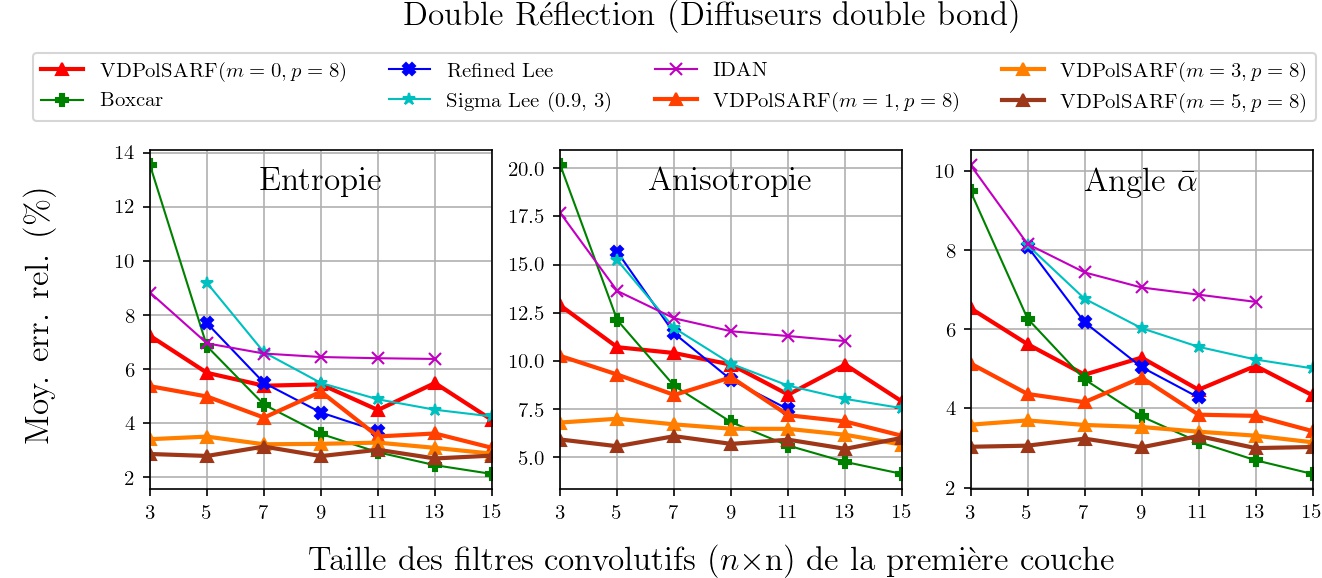 Double Réflection (Diffuseurs double bond)
VDPolSARF(m = 0, p = 8) Refined Lee IDAN VDPolSARF(m = 3, p = 8)
Boxcar Sigma Lee (0.9, 3) VDPolSARF(m = 1, p = 8) VDPolSARF(m = 5, p = 8)
Moy. err. rel. (%)
Entropie
14
12
10
8
6
4
2
3 5 7 9 11 13 15
Anisotropie
20.0
17.5
15.0
12.5
10.0
7.5
5.0
3 5 7 9 11 13 15
Angle ᾱ
10
8
6
4
2
3 5 7 9 11 13 15
Taille des filtres convolutifs (n×n) de la première couche